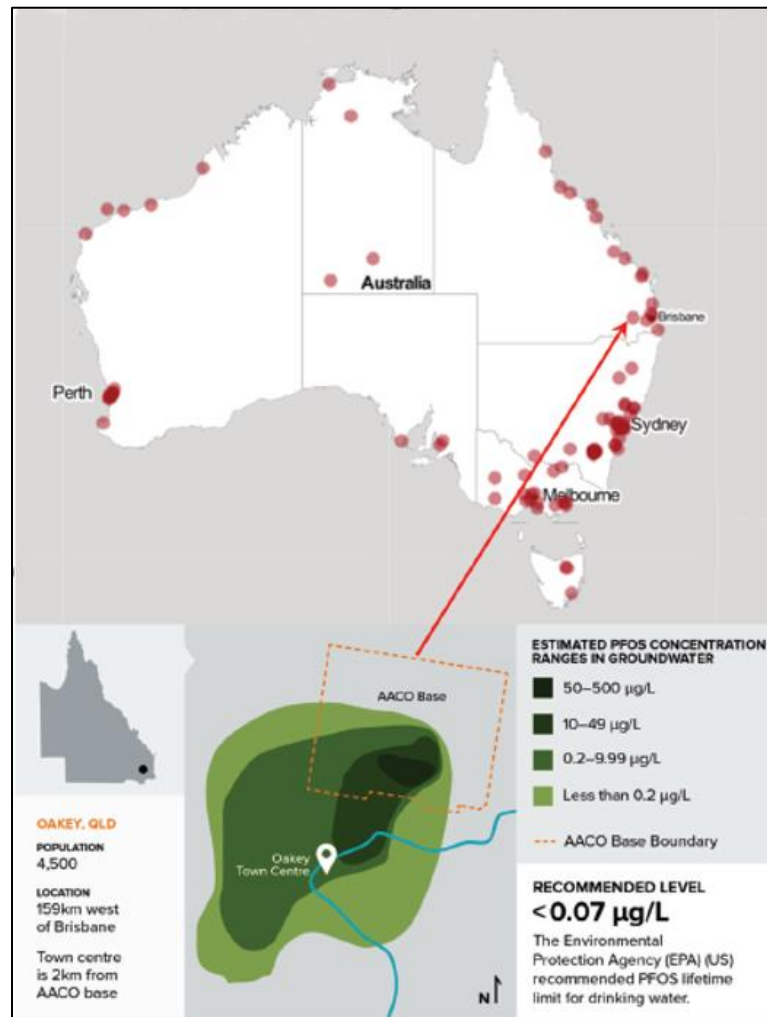 Australia
Brisbane
Perth
Sydney
Melbourne
AACO Base
Oakey
Town Centre
N
OAKEY, QLD
POPULATION
4,500
LOCATION
159km west
of Brisbane
Town centre
is 2km from
AACO base
ESTIMATED PFOS CONCENTRATION
RANGES IN GROUNDWATER
50–500 µg/L
10–49 µg/L
0.2–9.99 µg/L
Less than 0.2 µg/L
AACO Base Boundary
RECOMMENDED LEVEL
<0.07 µg/L
The Environmental
Protection Agency (EPA) (US)
recommended PFOS lifetime
limit for drinking water.